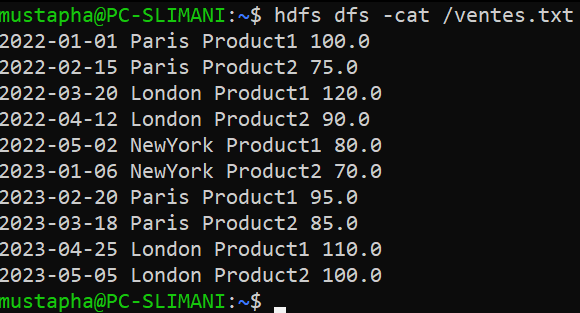 mustapha@PC-SLIMANI:~$ hdfs dfs -cat /ventes.txt
2022-01-01 Paris Product1 100.0
2022-02-15 Paris Product2 75.0
2022-03-20 London Product1 120.0
2022-04-12 London Product2 90.0
2022-05-02 NewYork Product1 80.0
2023-01-06 NewYork Product2 70.0
2023-02-20 Paris Product1 95.0
2023-03-18 Paris Product2 85.0
2023-04-25 London Product1 110.0
2023-05-05 London Product2 100.0
mustapha@PC-SLIMANI:~$